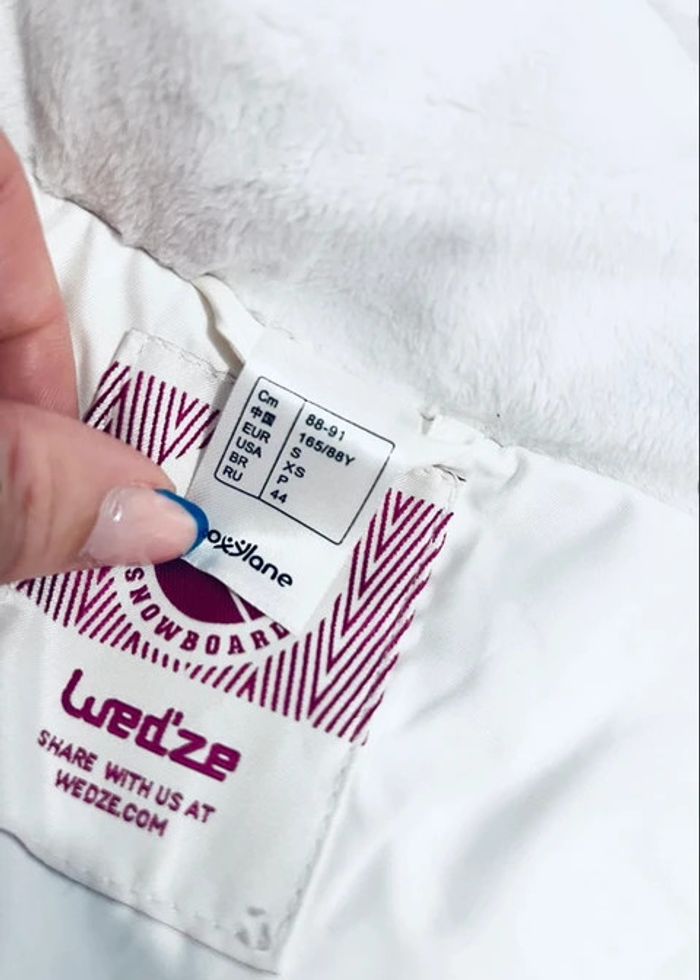 Cm 88-91
中国 165/88Y
EUR S
USA XS
BR P
RU 44
oxylane
SNOWBOARD
Wed'ze
SHARE WITH US AT
WEDZE.COM